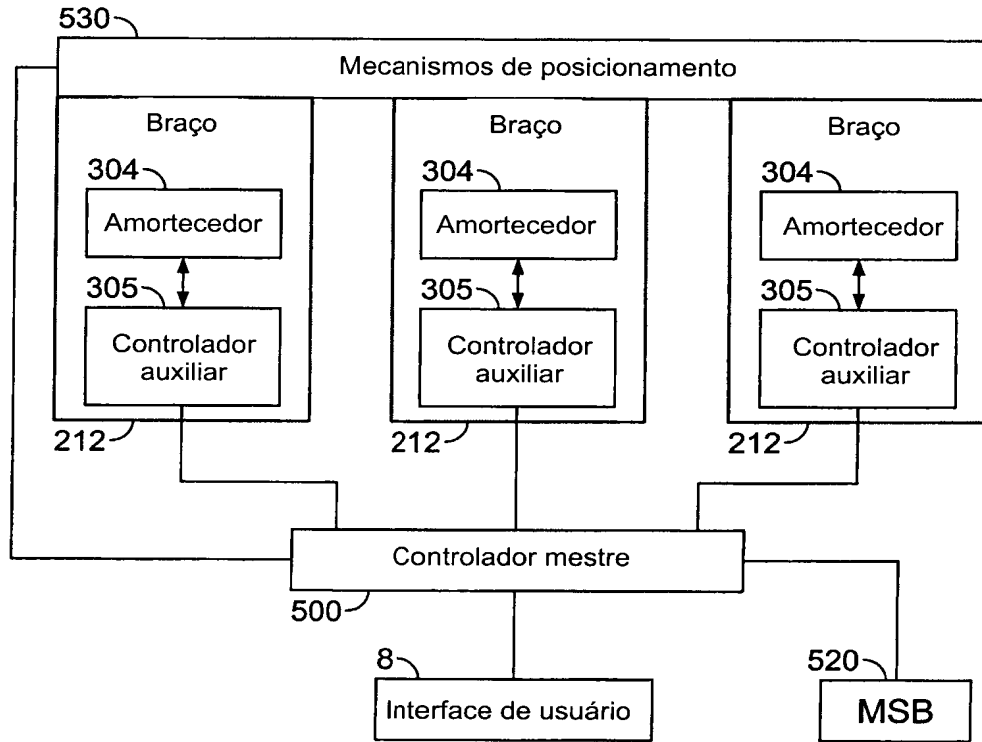 530
Mecanismos de posicionamento
Braço
Braço
Braço
304
304
304
Amortecedor
Amortecedor
Amortecedor
305
305
305
Controlador
auxiliar
Controlador
auxiliar
Controlador
auxiliar
212
212
212
Controlador mestre
500
8
520
Interface de usuário
MSB